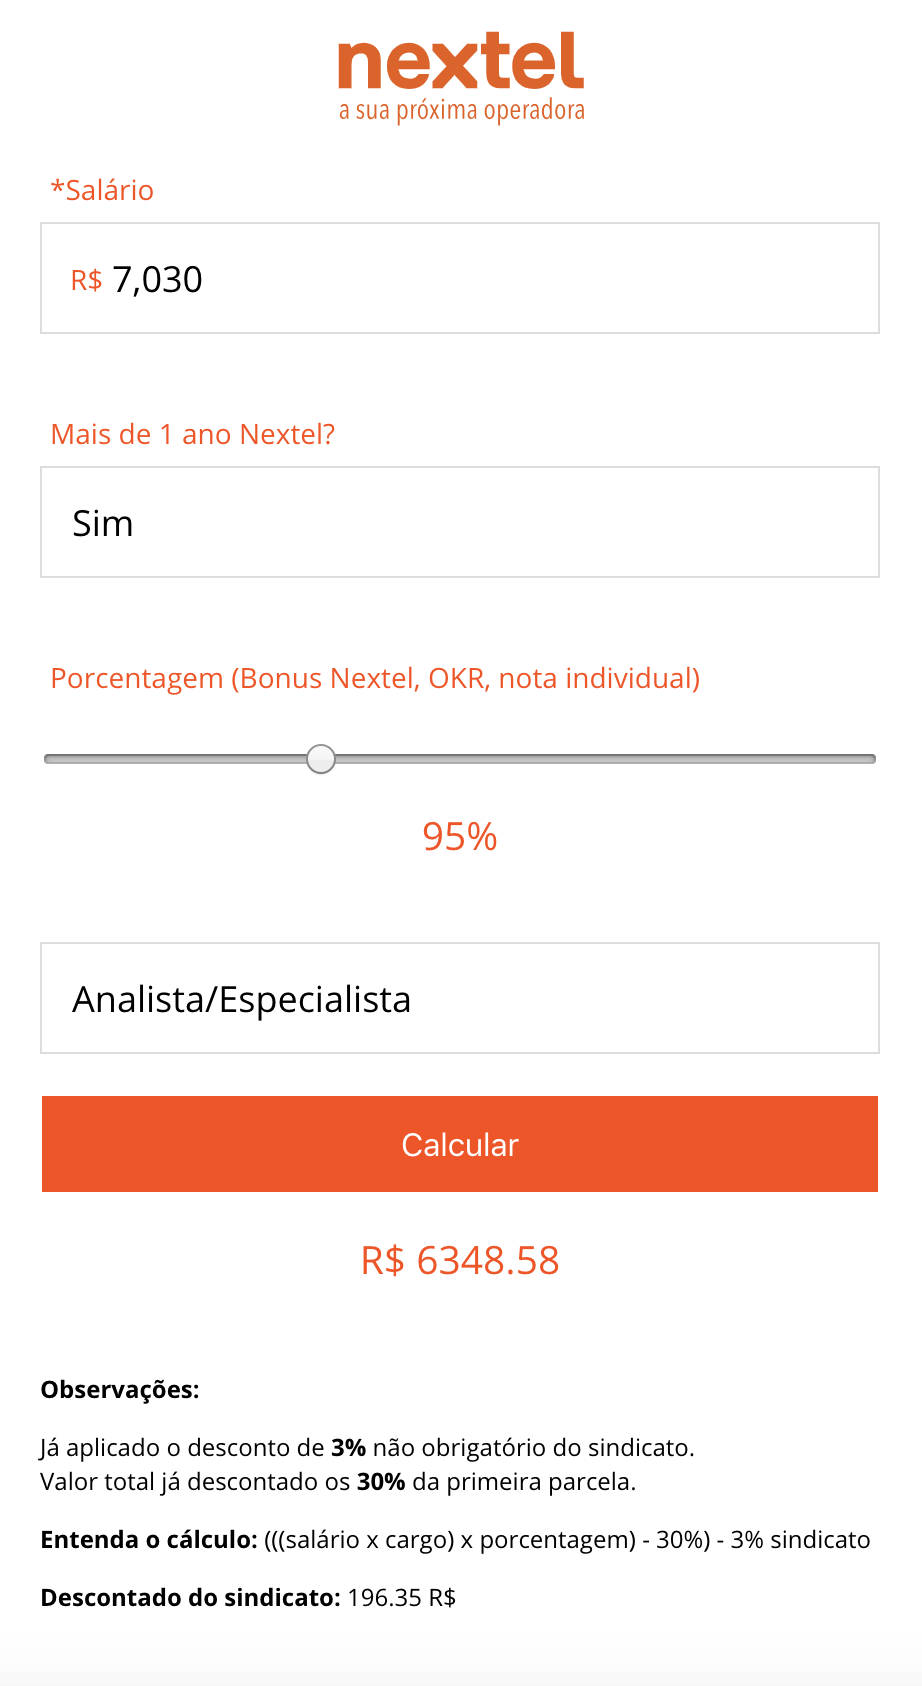 nextel
a sua próxima operadora
*Salário
R$ 7,030
Mais de 1 ano Nextel?
Sim
Porcentagem (Bonus Nextel, OKR, nota individual)
95%
Analista/Especialista
Calcular
R$ 6348.58
Observações:
Já aplicado o desconto de 3% não obrigatório do sindicato.
Valor total já descontado os 30% da primeira parcela.
Entenda o cálculo: (((salário x cargo) x porcentagem) - 30%) - 3% sindicato
Descontado do sindicato: 196.35 R$